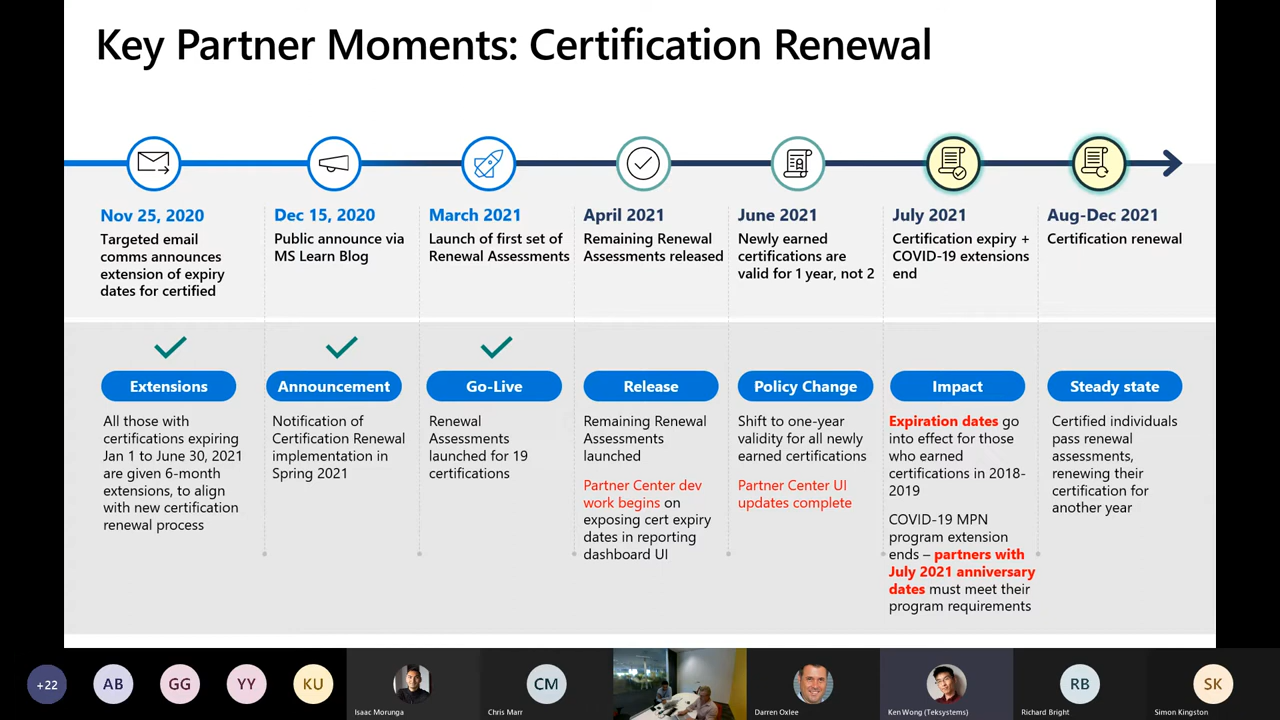 Key Partner Moments: Certification Renewal
Nov 25, 2020
Targeted email
comms announces
extension of expiry
dates for certified
Dec 15, 2020
Public announce via
MS Learn Blog
March 2021
Launch of first set of
Renewal Assessments
April 2021
Remaining Renewal
Assessments released
June 2021
Newly earned
certifications are
valid for 1 year, not 2
July 2021
Certification expiry +
COVID-19 extensions
end
Aug-Dec 2021
Certification renewal
Extensions
All those with
certifications expiring
Jan 1 to June 30, 2021
are given 6-month
extensions, to align
with new certification
renewal process
Announcement
Notification of
Certification Renewal
implementation in
Spring 2021
Go-Live
Renewal
Assessments
launched for 19
certifications
Release
Remaining Renewal
Assessments
launched
Partner Center dev
work begins on
exposing cert expiry
dates in reporting
dashboard UI
Policy Change
Shift to one-year
validity for all newly
earned certifications
Partner Center UI
updates complete
Impact
Expiration dates go
into effect for those
who earned
certifications in 2018-
2019
COVID-19 MPN
program extension
ends – partners with
July 2021 anniversary
dates must meet their
program requirements
Steady state
Certified individuals
pass renewal
assessments,
renewing their
certification for
another year
+22
AB
GG
YY
KU
Isaac Morunga
CM
Chris Marr
Darren Oxlee
Ken Wong (Teksystems)
RB
Richard Bright
SK
Simon Kingston